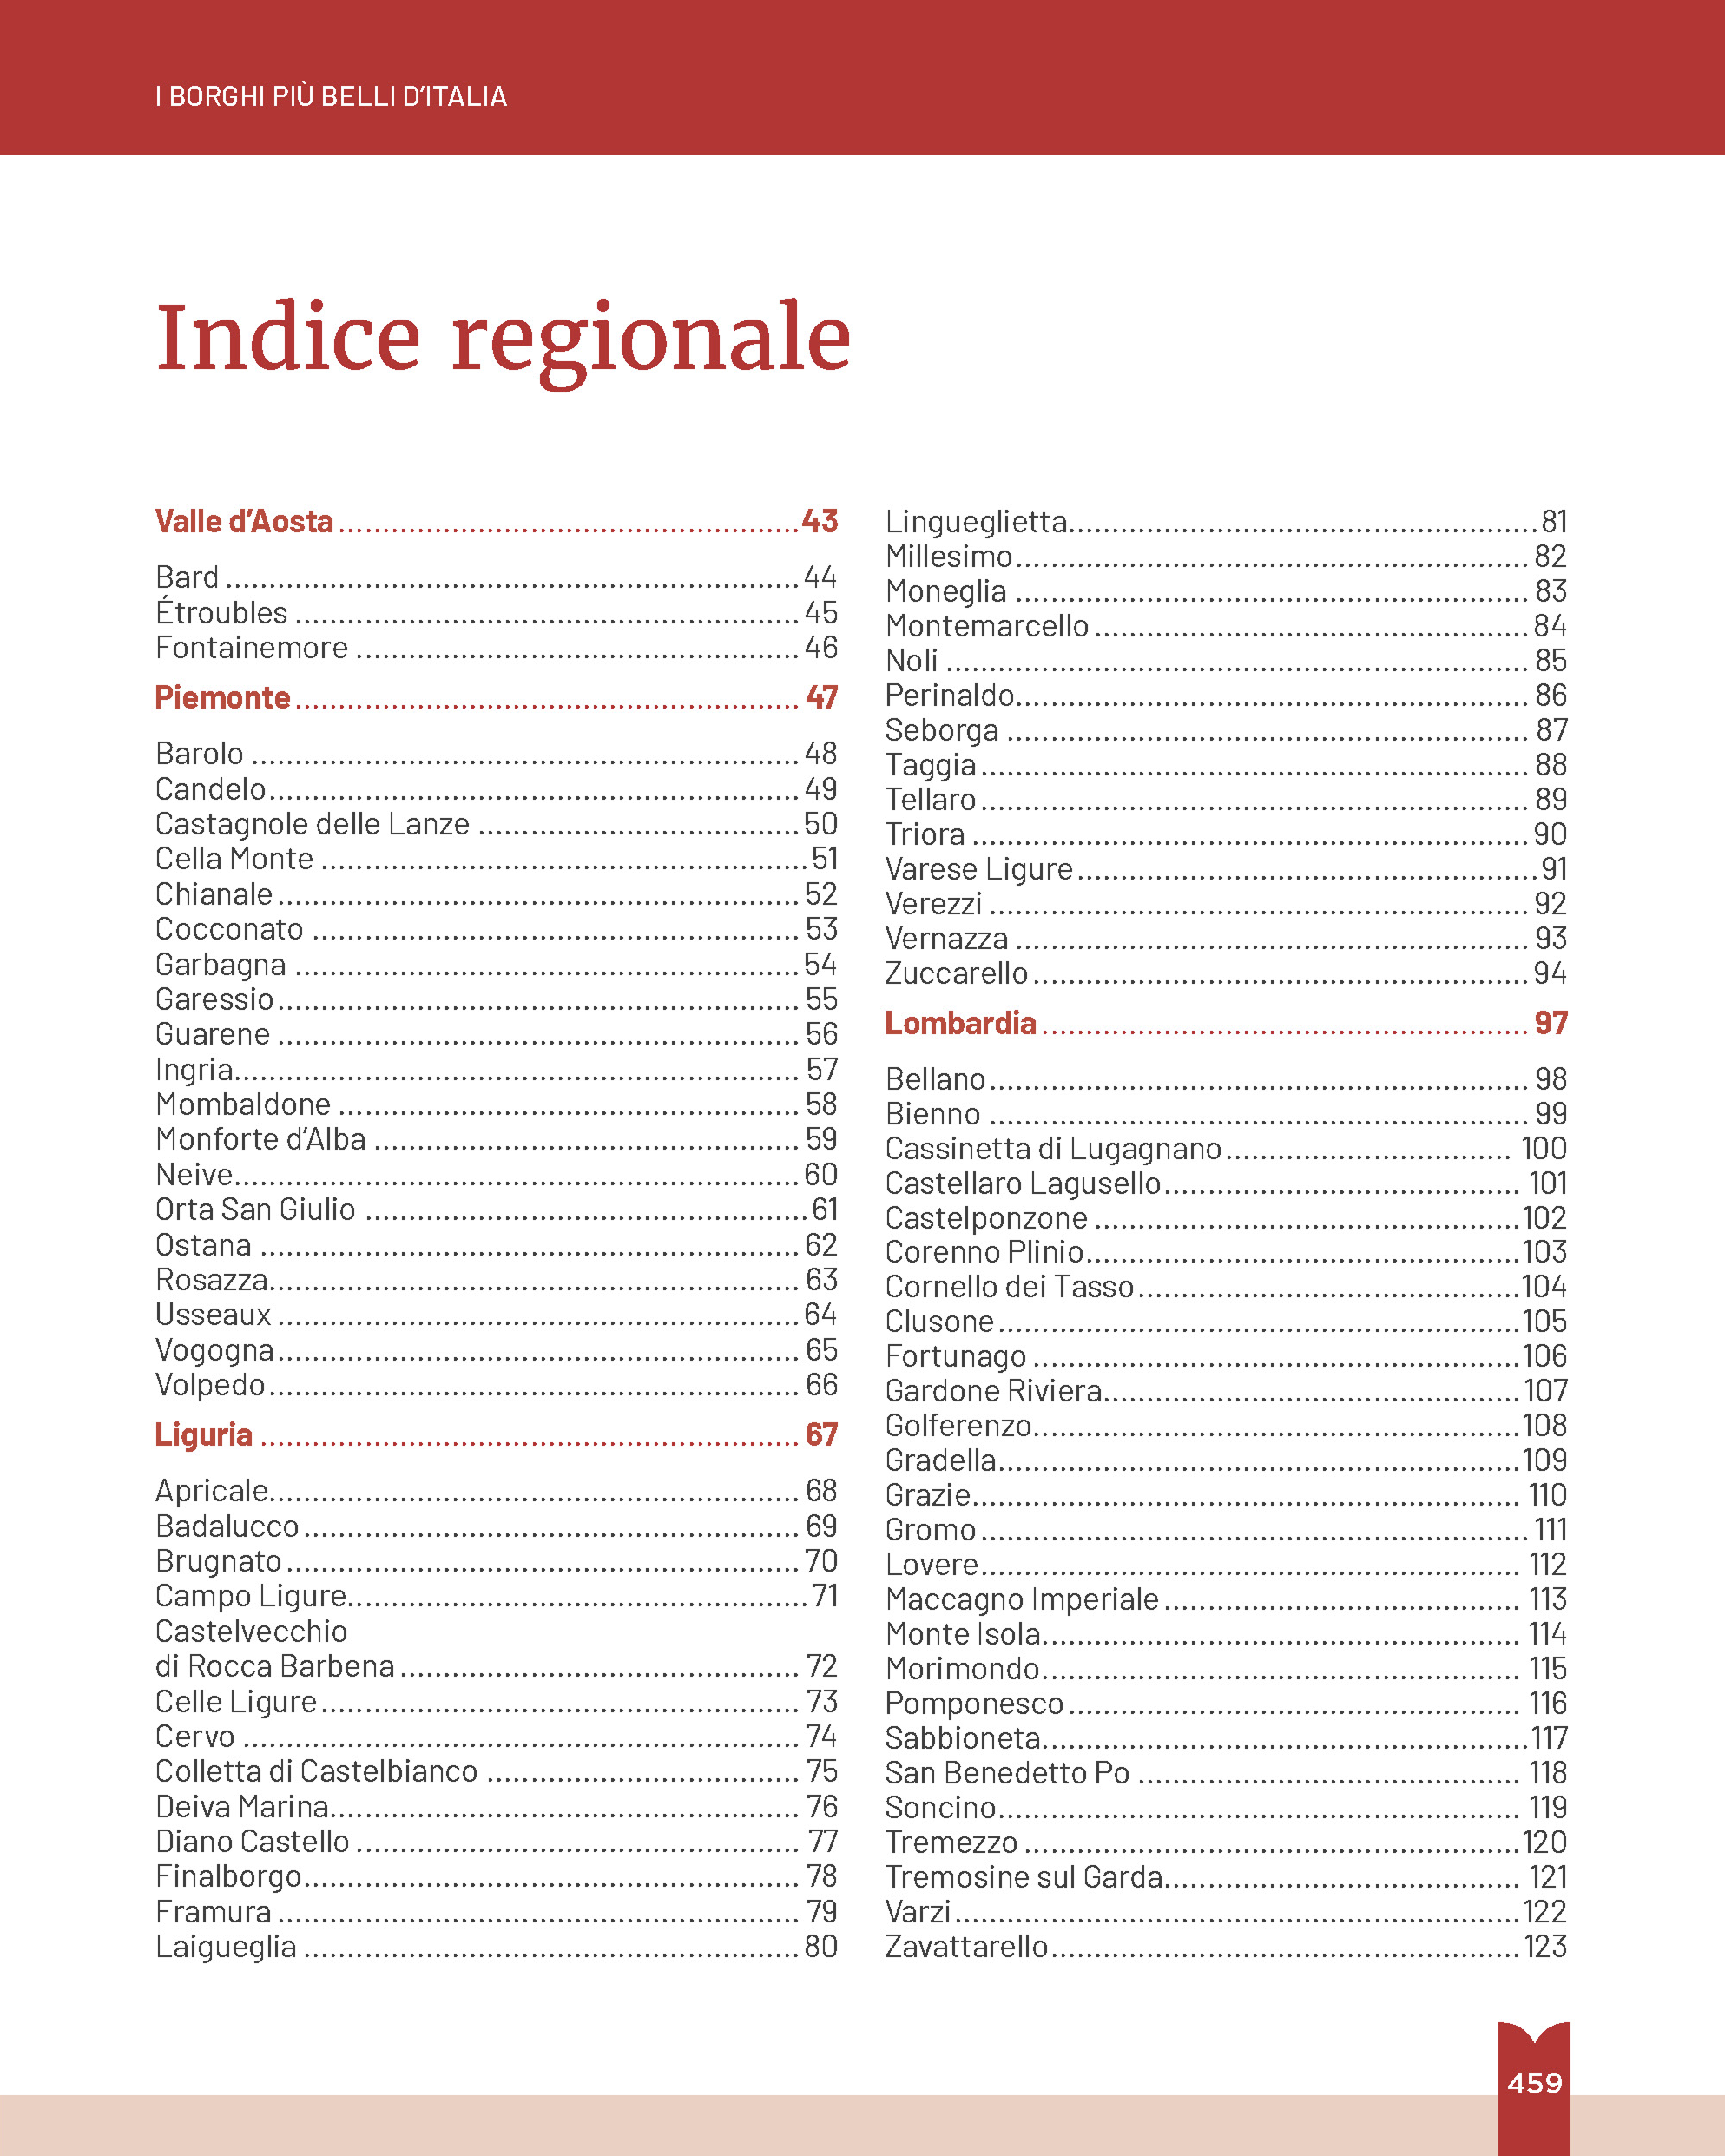 I BORGHI PIÙ BELLI D’ITALIA
Indice regionale
Valle d’Aosta 43
Bard 44
Étroubles 45
Fontainemore 46
Piemonte 47
Barolo 48
Candelo 49
Castagnole delle Lanze 50
Cella Monte 51
Chianale 52
Cocconato 53
Garbagna 54
Garessio 55
Guarene 56
Ingria 57
Mombaldone 58
Monforte d’Alba 59
Neive 60
Orta San Giulio 61
Ostana 62
Rosazza 63
Usseaux 64
Vogogna 65
Volpedo 66
Liguria 67
Apricale 68
Badalucco 69
Brugnato 70
Campo Ligure 71
Castelvecchio
di Rocca Barbena 72
Celle Ligure 73
Cervo 74
Colletta di Castelbianco 75
Deiva Marina 76
Diano Castello 77
Finalborgo 78
Framura 79
Laigueglia 80
Lingueglietta 81
Millesimo 82
Moneglia 83
Montemarcello 84
Noli 85
Perinaldo 86
Seborga 87
Taggia 88
Tellaro 89
Triora 90
Varese Ligure 91
Verezzi 92
Vernazza 93
Zuccarello 94
Lombardia 97
Bellano 98
Bienno 99
Cassinetta di Lugagnano 100
Castellaro Lagusello 101
Castelponzone 102
Corenno Plinio 103
Cornello dei Tasso 104
Clusone 105
Fortunago 106
Gardone Riviera 107
Golferenzo 108
Gradella 109
Grazie 110
Gromo 111
Lovere 112
Maccagno Imperiale 113
Monte Isola 114
Morimondo 115
Pomponesco 116
Sabbioneta 117
San Benedetto Po 118
Soncino 119
Tremezzo 120
Tremosine sul Garda 121
Varzi 122
Zavattarello 123
459